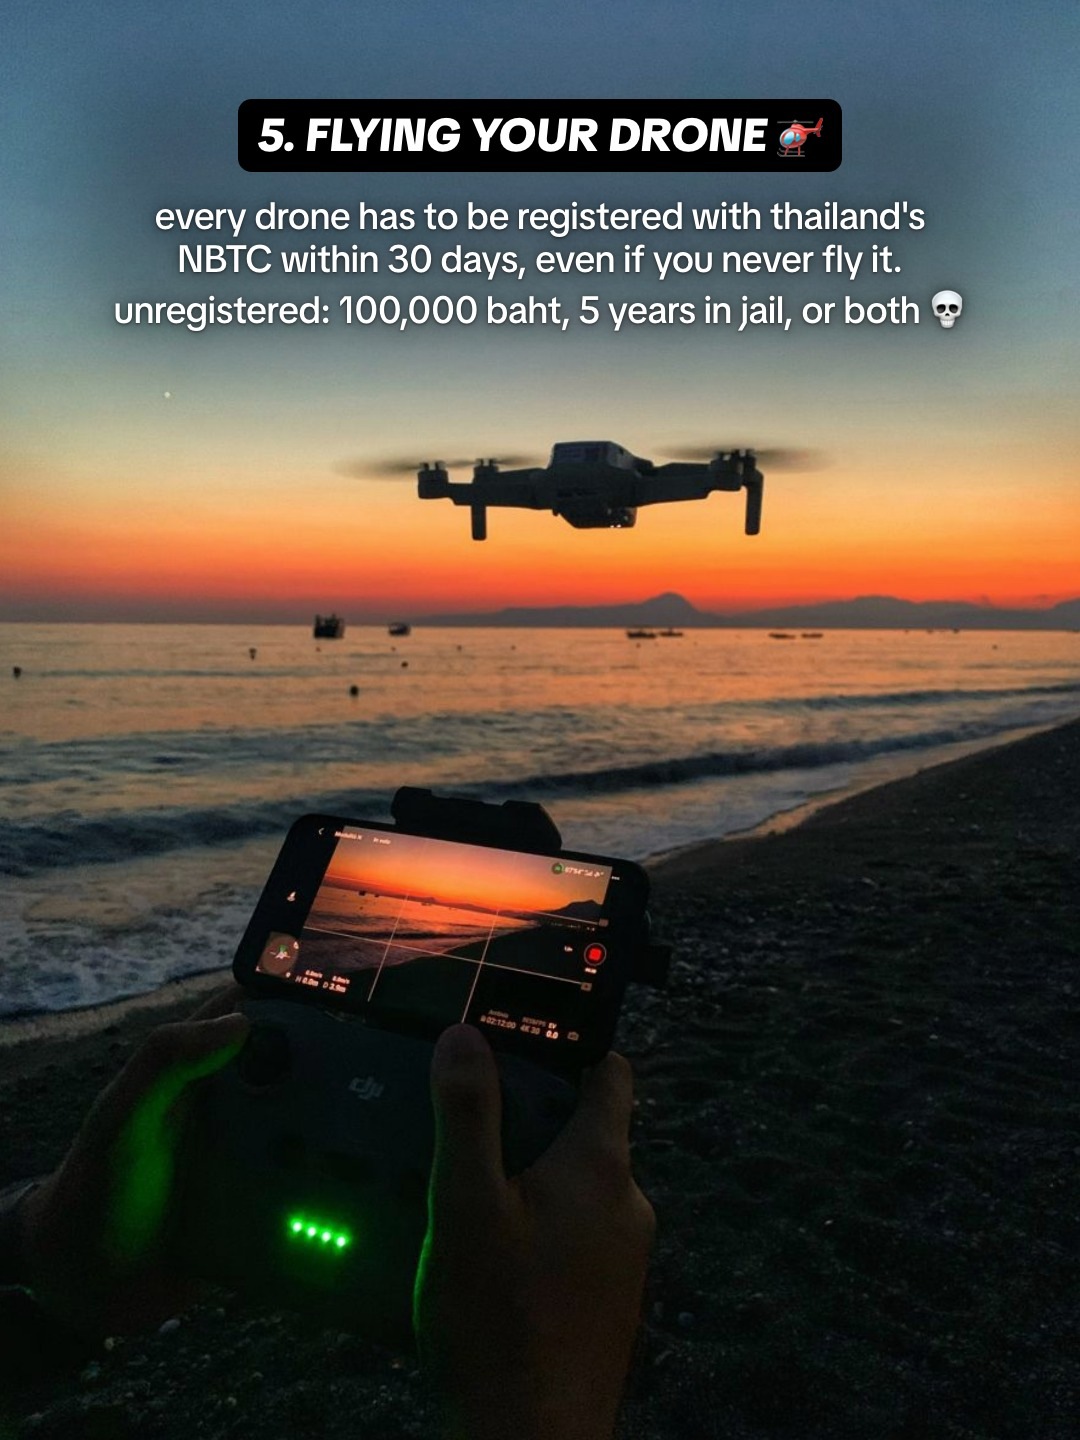 5. FLYING YOUR DRONE 🚁
every drone has to be registered with thailand's
NBTC within 30 days, even if you never fly it.
unregistered: 100,000 baht, 5 years in jail, or both 💀
dji